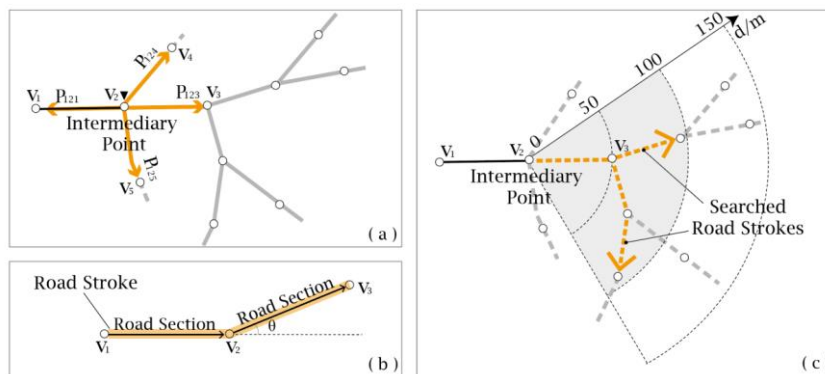 P124
V4
V1
P121
V2
P123
V3
Intermediary
Point
P125
V5
( a )
Road Stroke
Road Section
Road Section
V3
θ
V1
V2
( b )
150
d/m
100
50
0
V1
V2
V3
Intermediary
Point
Searched
Road Strokes
( c )